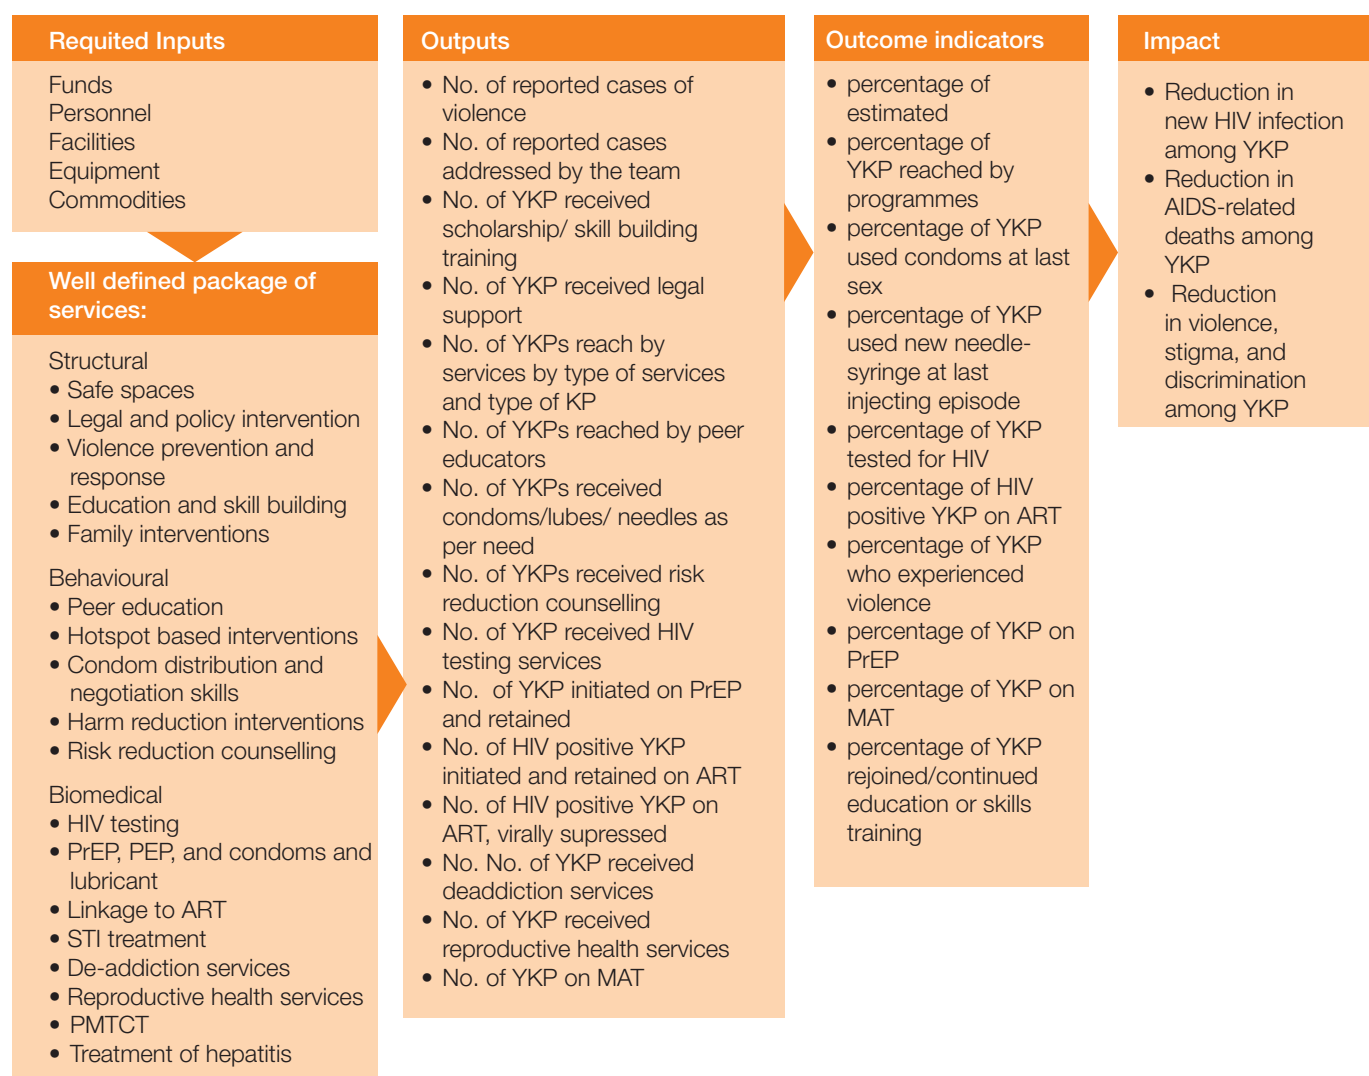 Requited Inputs
Funds
Personnel
Facilities
Equipment
Commodities
Well defined package of
services:
Structural
• Safe spaces
• Legal and policy intervention
• Violence prevention and
response
• Education and skill building
• Family interventions
Behavioural
• Peer education
• Hotspot based interventions
• Condom distribution and
negotiation skills
• Harm reduction interventions
• Risk reduction counselling
Biomedical
• HIV testing
• PrEP, PEP, and condoms and
lubricant
• Linkage to ART
• STI treatment
• De-addiction services
• Reproductive health services
• PMTCT
• Treatment of hepatitis
Outputs
• No. of reported cases of
violence
• No. of reported cases
addressed by the team
• No. of YKP received
scholarship/ skill building
training
• No. of YKP received legal
support
• No. of YKPs reach by
services by type of services
and type of KP
• No. of YKPs reached by peer
educators
• No. of YKPs received
condoms/lubes/ needles as
per need
• No. of YKPs received risk
reduction counselling
• No. of YKP received HIV
testing services
• No. of YKP initiated on PrEP
and retained
• No. of HIV positive YKP
initiated and retained on ART
• No. of HIV positive YKP on
ART, virally supressed
• No. No. of YKP received
deaddiction services
• No. of YKP received
reproductive health services
• No. of YKP on MAT
Outcome indicators
• percentage of
estimated
• percentage of
YKP reached by
programmes
• percentage of YKP
used condoms at last
sex
• percentage of YKP
used new needle-
syringe at last
injecting episode
• percentage of YKP
tested for HIV
• percentage of HIV
positive YKP on ART
• percentage of YKP
who experienced
violence
• percentage of YKP on
PrEP
• percentage of YKP on
MAT
• percentage of YKP
rejoined/continued
education or skills
training
Impact
• Reduction in
new HIV infection
among YKP
• Reduction in
AIDS-related
deaths among
YKP
• Reduction
in violence,
stigma, and
discrimination
among YKP